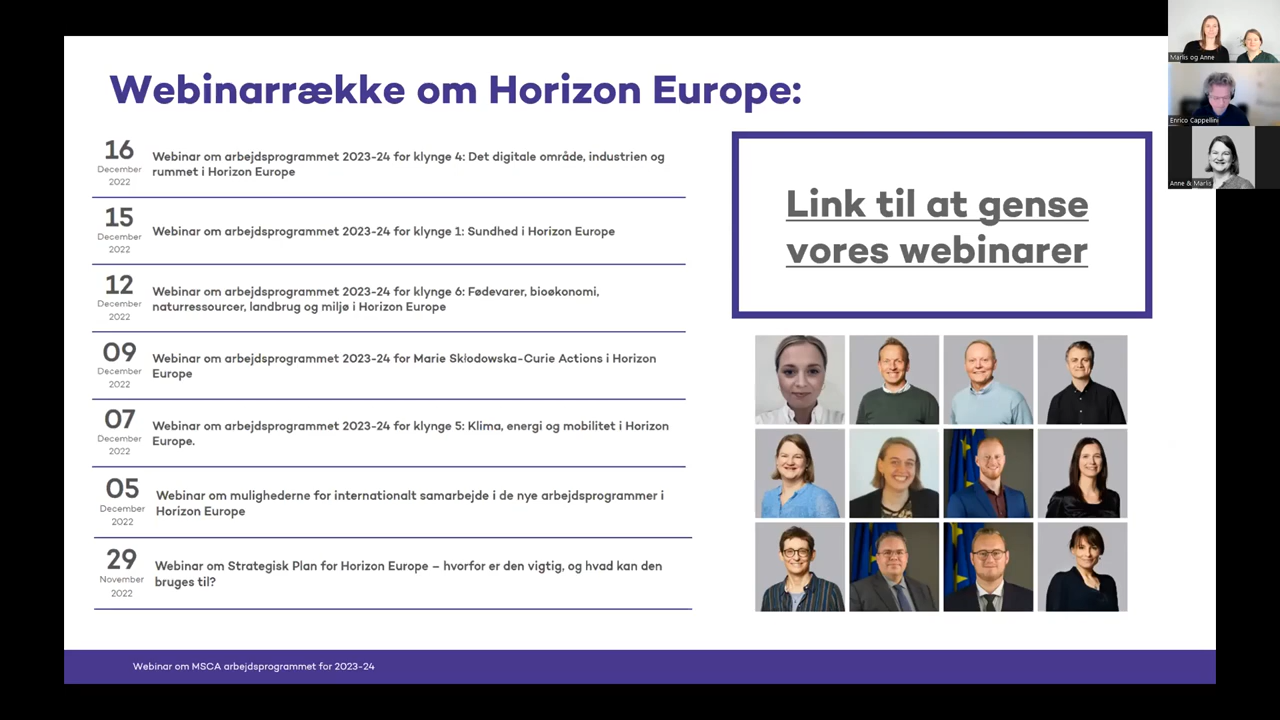 Webinarrække om Horizon Europe:
16
December
2022
Webinar om arbejdsprogrammet 2023-24 for klynge 4: Det digitale område, industrien og
rummet i Horizon Europe
15
December
2022
Webinar om arbejdsprogrammet 2023-24 for klynge 1: Sundhed i Horizon Europe
12
December
2022
Webinar om arbejdsprogrammet 2023-24 for klynge 6: Fødevarer, bioøkonomi,
naturressourcer, landbrug og miljø i Horizon Europe
09
December
2022
Webinar om arbejdsprogrammet 2023-24 for Marie Skłodowska-Curie Actions i Horizon
Europe
07
December
2022
Webinar om arbejdsprogrammet 2023-24 for klynge 5: Klima, energi og mobilitet i Horizon
Europe.
05
December
2022
Webinar om mulighederne for internationalt samarbejde i de nye arbejdsprogrammer i
Horizon Europe
29
November
2022
Webinar om Strategisk Plan for Horizon Europe – hvorfor er den vigtig, og hvad kan den
bruges til?
Link til at gense
vores webinarer
Webinar om MSCA arbejdsprogrammet for 2023-24
Marlis og Anne
Enrico Cappellini
Anne & Marlis